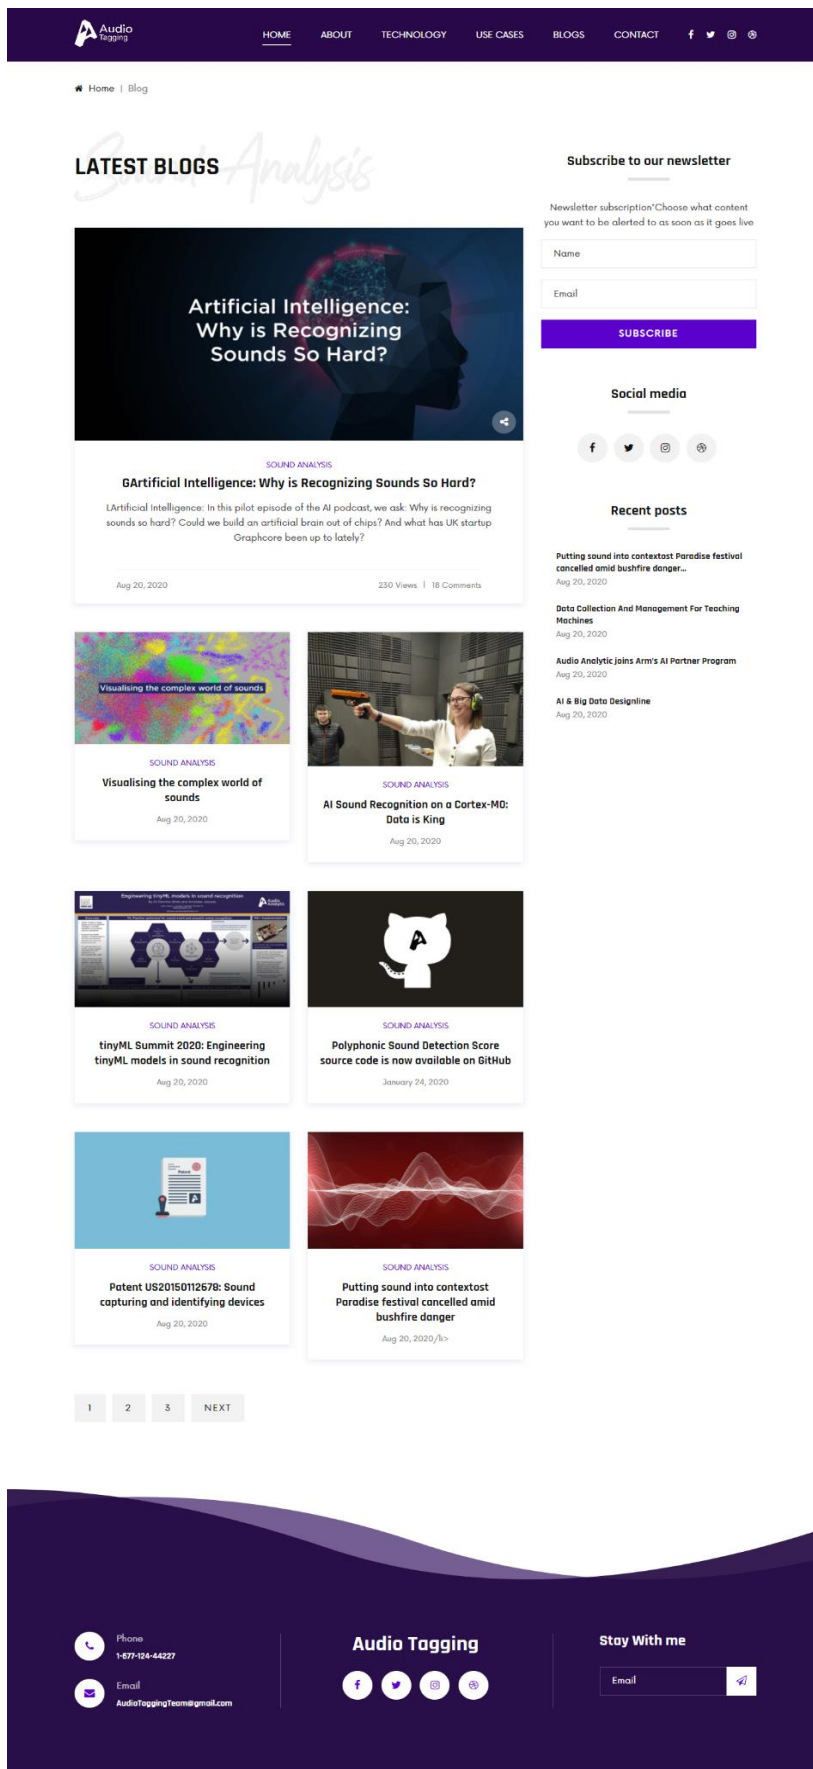 Audio
Tagging
HOME ABOUT TECHNOLOGY USE CASES BLOGS CONTACT
Home | Blog
Sound Analysis
LATEST BLOGS
Artificial Intelligence:
Why is Recognizing
Sounds So Hard?
SOUND ANALYSIS
GArtificial Intelligence: Why is Recognizing Sounds So Hard?
LArtificial Intelligence: In this pilot episode of the AI podcast, we ask: Why is recognizing
sounds so hard? Could we build an artificial brain out of chips? And what has UK startup
Graphcore been up to lately?
Aug 20, 2020 230 Views | 18 Comments
Visualising the complex world of sounds
SOUND ANALYSIS
Visualising the complex world of
sounds
Aug 20, 2020
SOUND ANALYSIS
AI Sound Recognition on a Cortex-M0:
Data is King
Aug 20, 2020
Engineering tinyML models in sound recognition
Audio
Analytic
SOUND ANALYSIS
tinyML Summit 2020: Engineering
tinyML models in sound recognition
Aug 20, 2020
SOUND ANALYSIS
Polyphonic Sound Detection Score
source code is now available on GitHub
January 24, 2020
Patent
SOUND ANALYSIS
Patent US20150112678: Sound
capturing and identifying devices
Aug 20, 2020
SOUND ANALYSIS
Putting sound into contextost
Paradise festival cancelled amid
bushfire danger
Aug 20, 2020/li>
1 2 3 NEXT
Subscribe to our newsletter
Newsletter subscription*Choose what content
you want to be alerted to as soon as it goes live
Name
Email
SUBSCRIBE
Social media
Recent posts
Putting sound into contextost Paradise festival
cancelled amid bushfire danger...
Aug 20, 2020
Data Collection And Management For Teaching
Machines
Aug 20, 2020
Audio Analytic joins Arm's AI Partner Program
Aug 20, 2020
AI & Big Data Designline
Aug 20, 2020
Phone
1-677-124-44227
Email
AudioTaggingTeam@gmail.com
Audio Tagging
Stay With me
Email